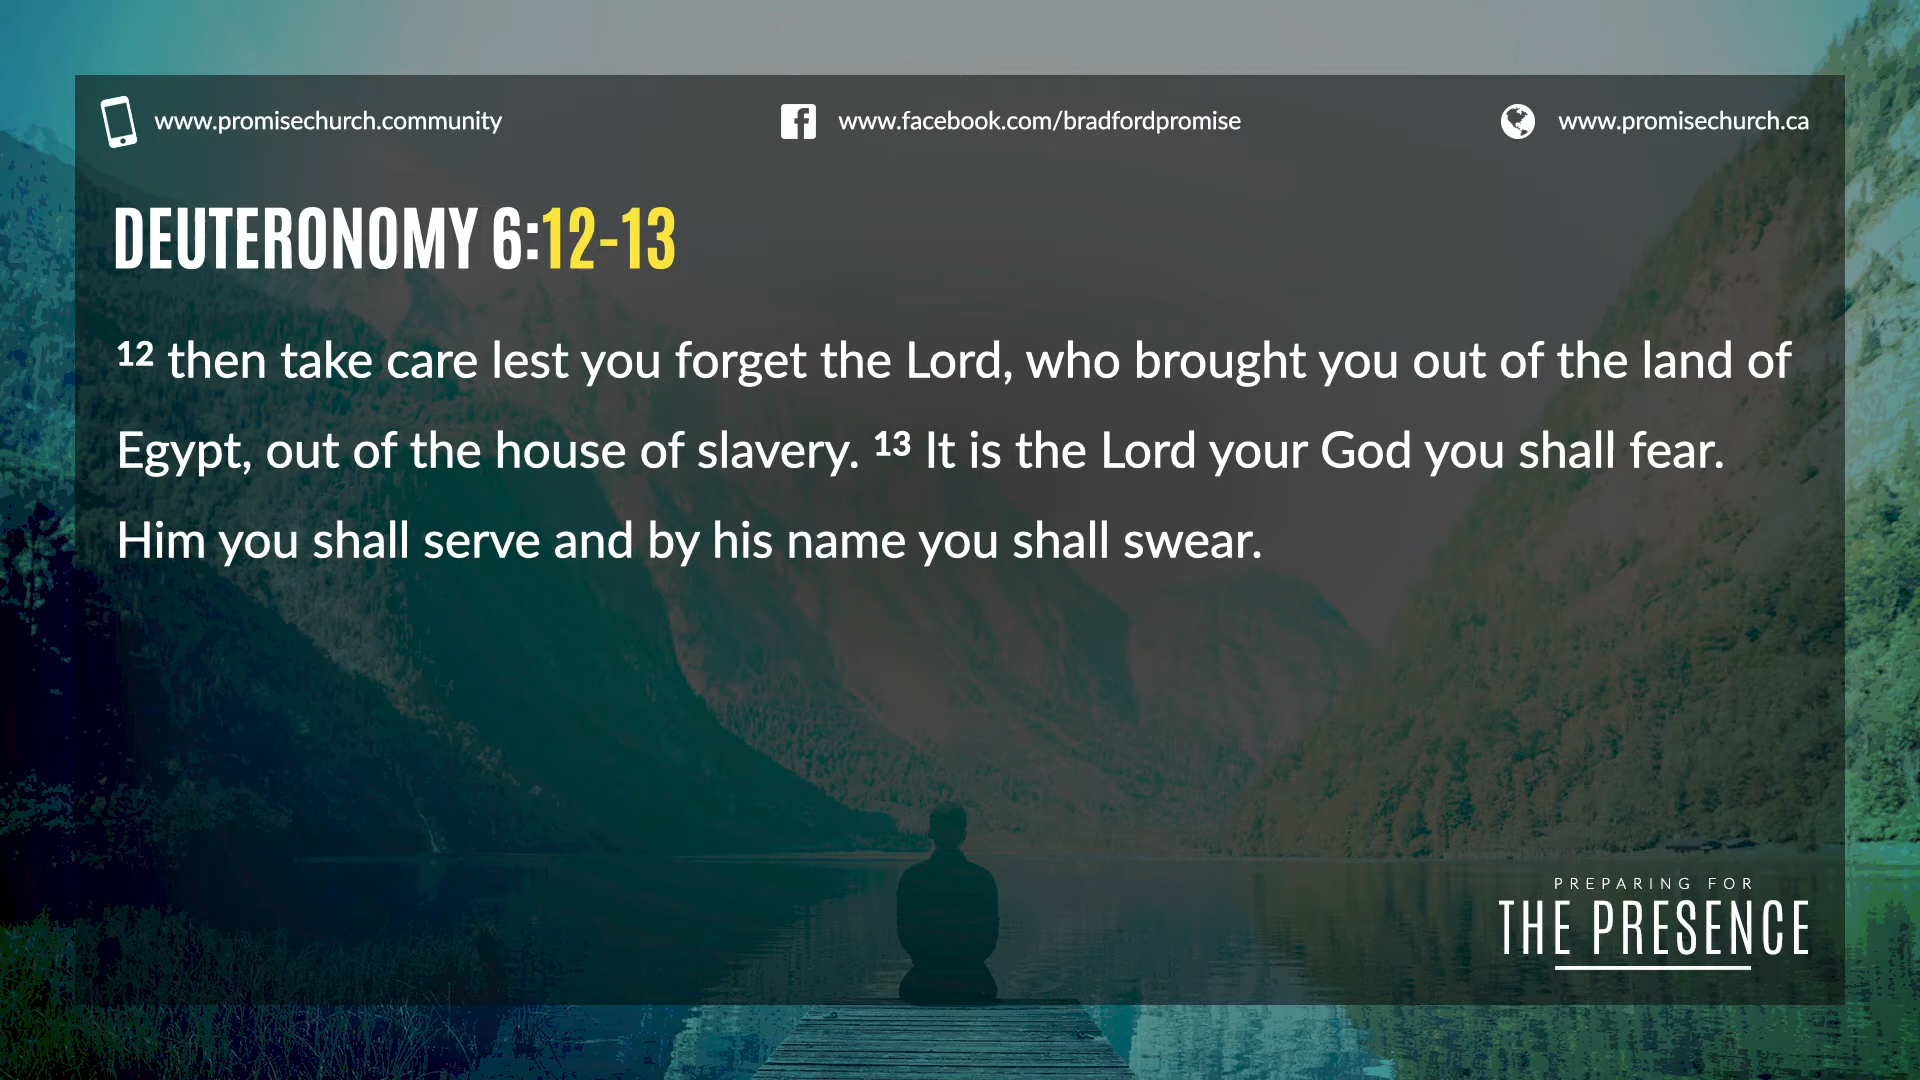 www.promisechurch.community
www.facebook.com/bradfordpromise
www.promisechurch.ca
DEUTERONOMY 6:12-13
12 then take care lest you forget the Lord, who brought you out of the land of
Egypt, out of the house of slavery. 13 It is the Lord your God you shall fear.
Him you shall serve and by his name you shall swear.
PREPARING FOR
THE PRESENCE